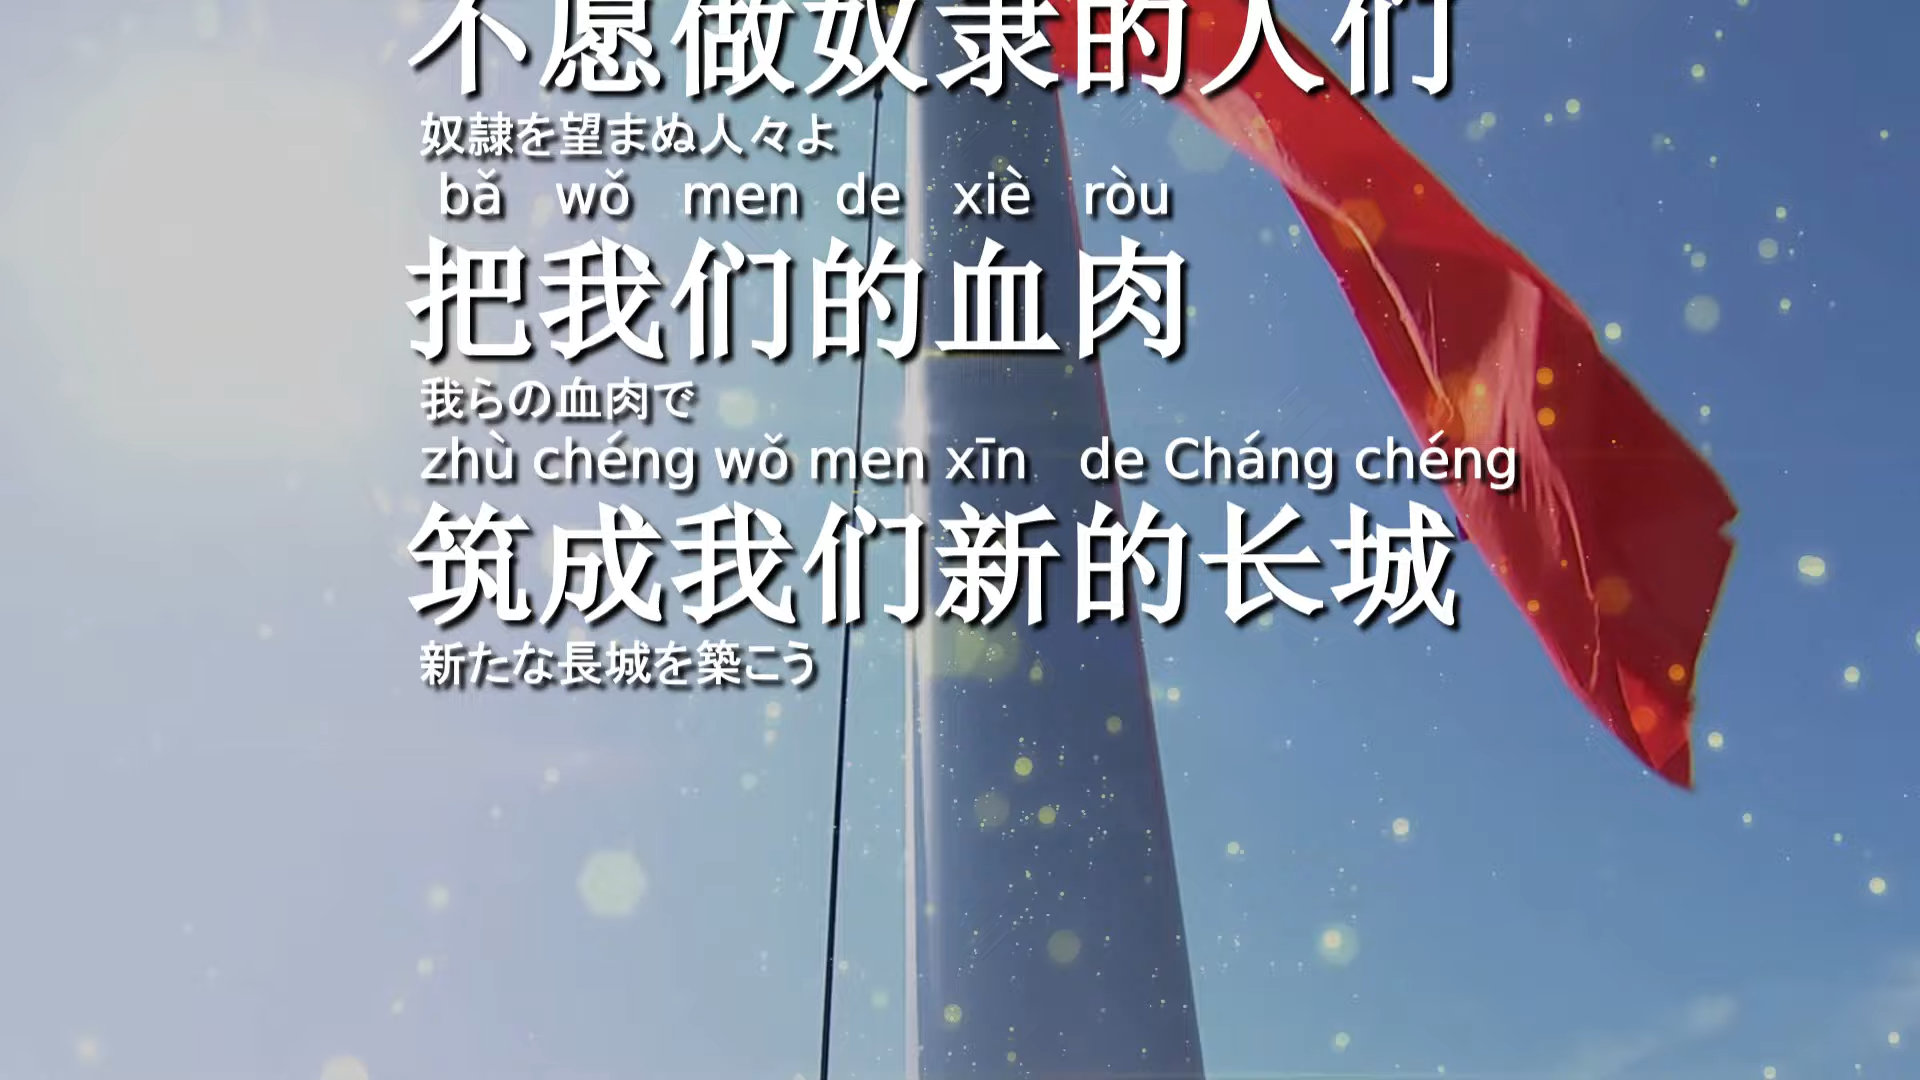 不愿做奴隶的人们
奴隷を望まぬ人々よ
bǎ wǒ men de xiè ròu
把我们的血肉
我らの血肉で
zhù chéng wǒ men xīn de Cháng chéng
筑成我们新的长城
新たな長城を築こう